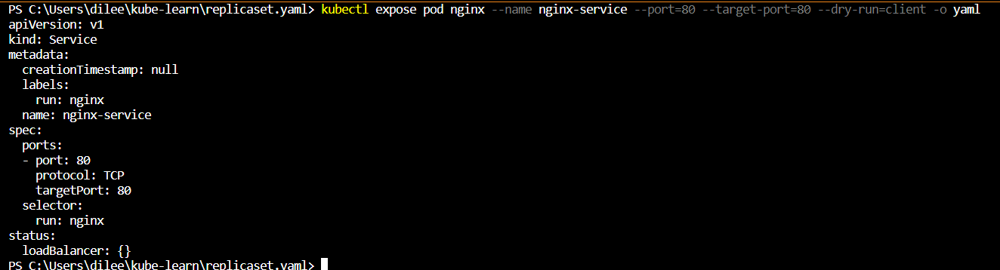 PS C:\Users\dilee\kube-learn\replicaset.yaml> kubectl expose pod nginx --name nginx-service --port=80 --target-port=80 --dry-run=client -o yaml
apiVersion: v1
kind: Service
metadata:
  creationTimestamp: null
  labels:
    run: nginx
  name: nginx-service
spec:
  ports:
  - port: 80
    protocol: TCP
    targetPort: 80
  selector:
    run: nginx
status:
  loadBalancer: {}
PS C:\Users\dilee\kube-learn\replicaset.yaml>